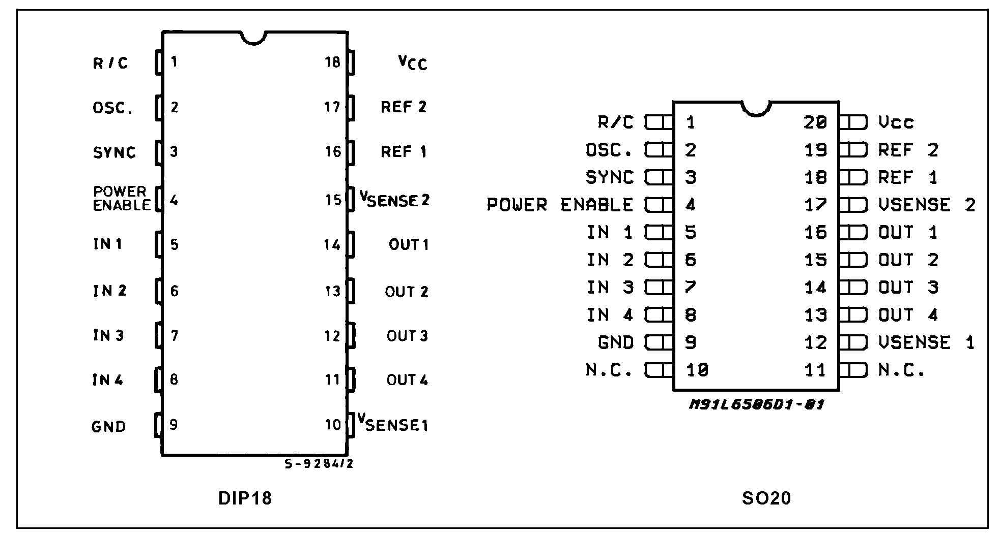 R/C 1 18 VCC
OSC. 2 17 REF 2
SYNC 3 16 REF 1
POWER
ENABLE 4 15 VSENSE 2
IN 1 5 14 OUT 1
IN 2 6 13 OUT 2
IN 3 7 12 OUT 3
IN 4 8 11 OUT 4
GND 9 10 VSENSE 1
S-9284/2
DIP18
R/C 1 20 Vcc
OSC. 2 19 REF 2
SYNC 3 18 REF 1
POWER ENABLE 4 17 VSENSE 2
IN 1 5 16 OUT 1
IN 2 6 15 OUT 2
IN 3 7 14 OUT 3
IN 4 8 13 OUT 4
GND 9 12 VSENSE 1
N.C. 10 11 N.C.
M91L6506D1-01
SO20